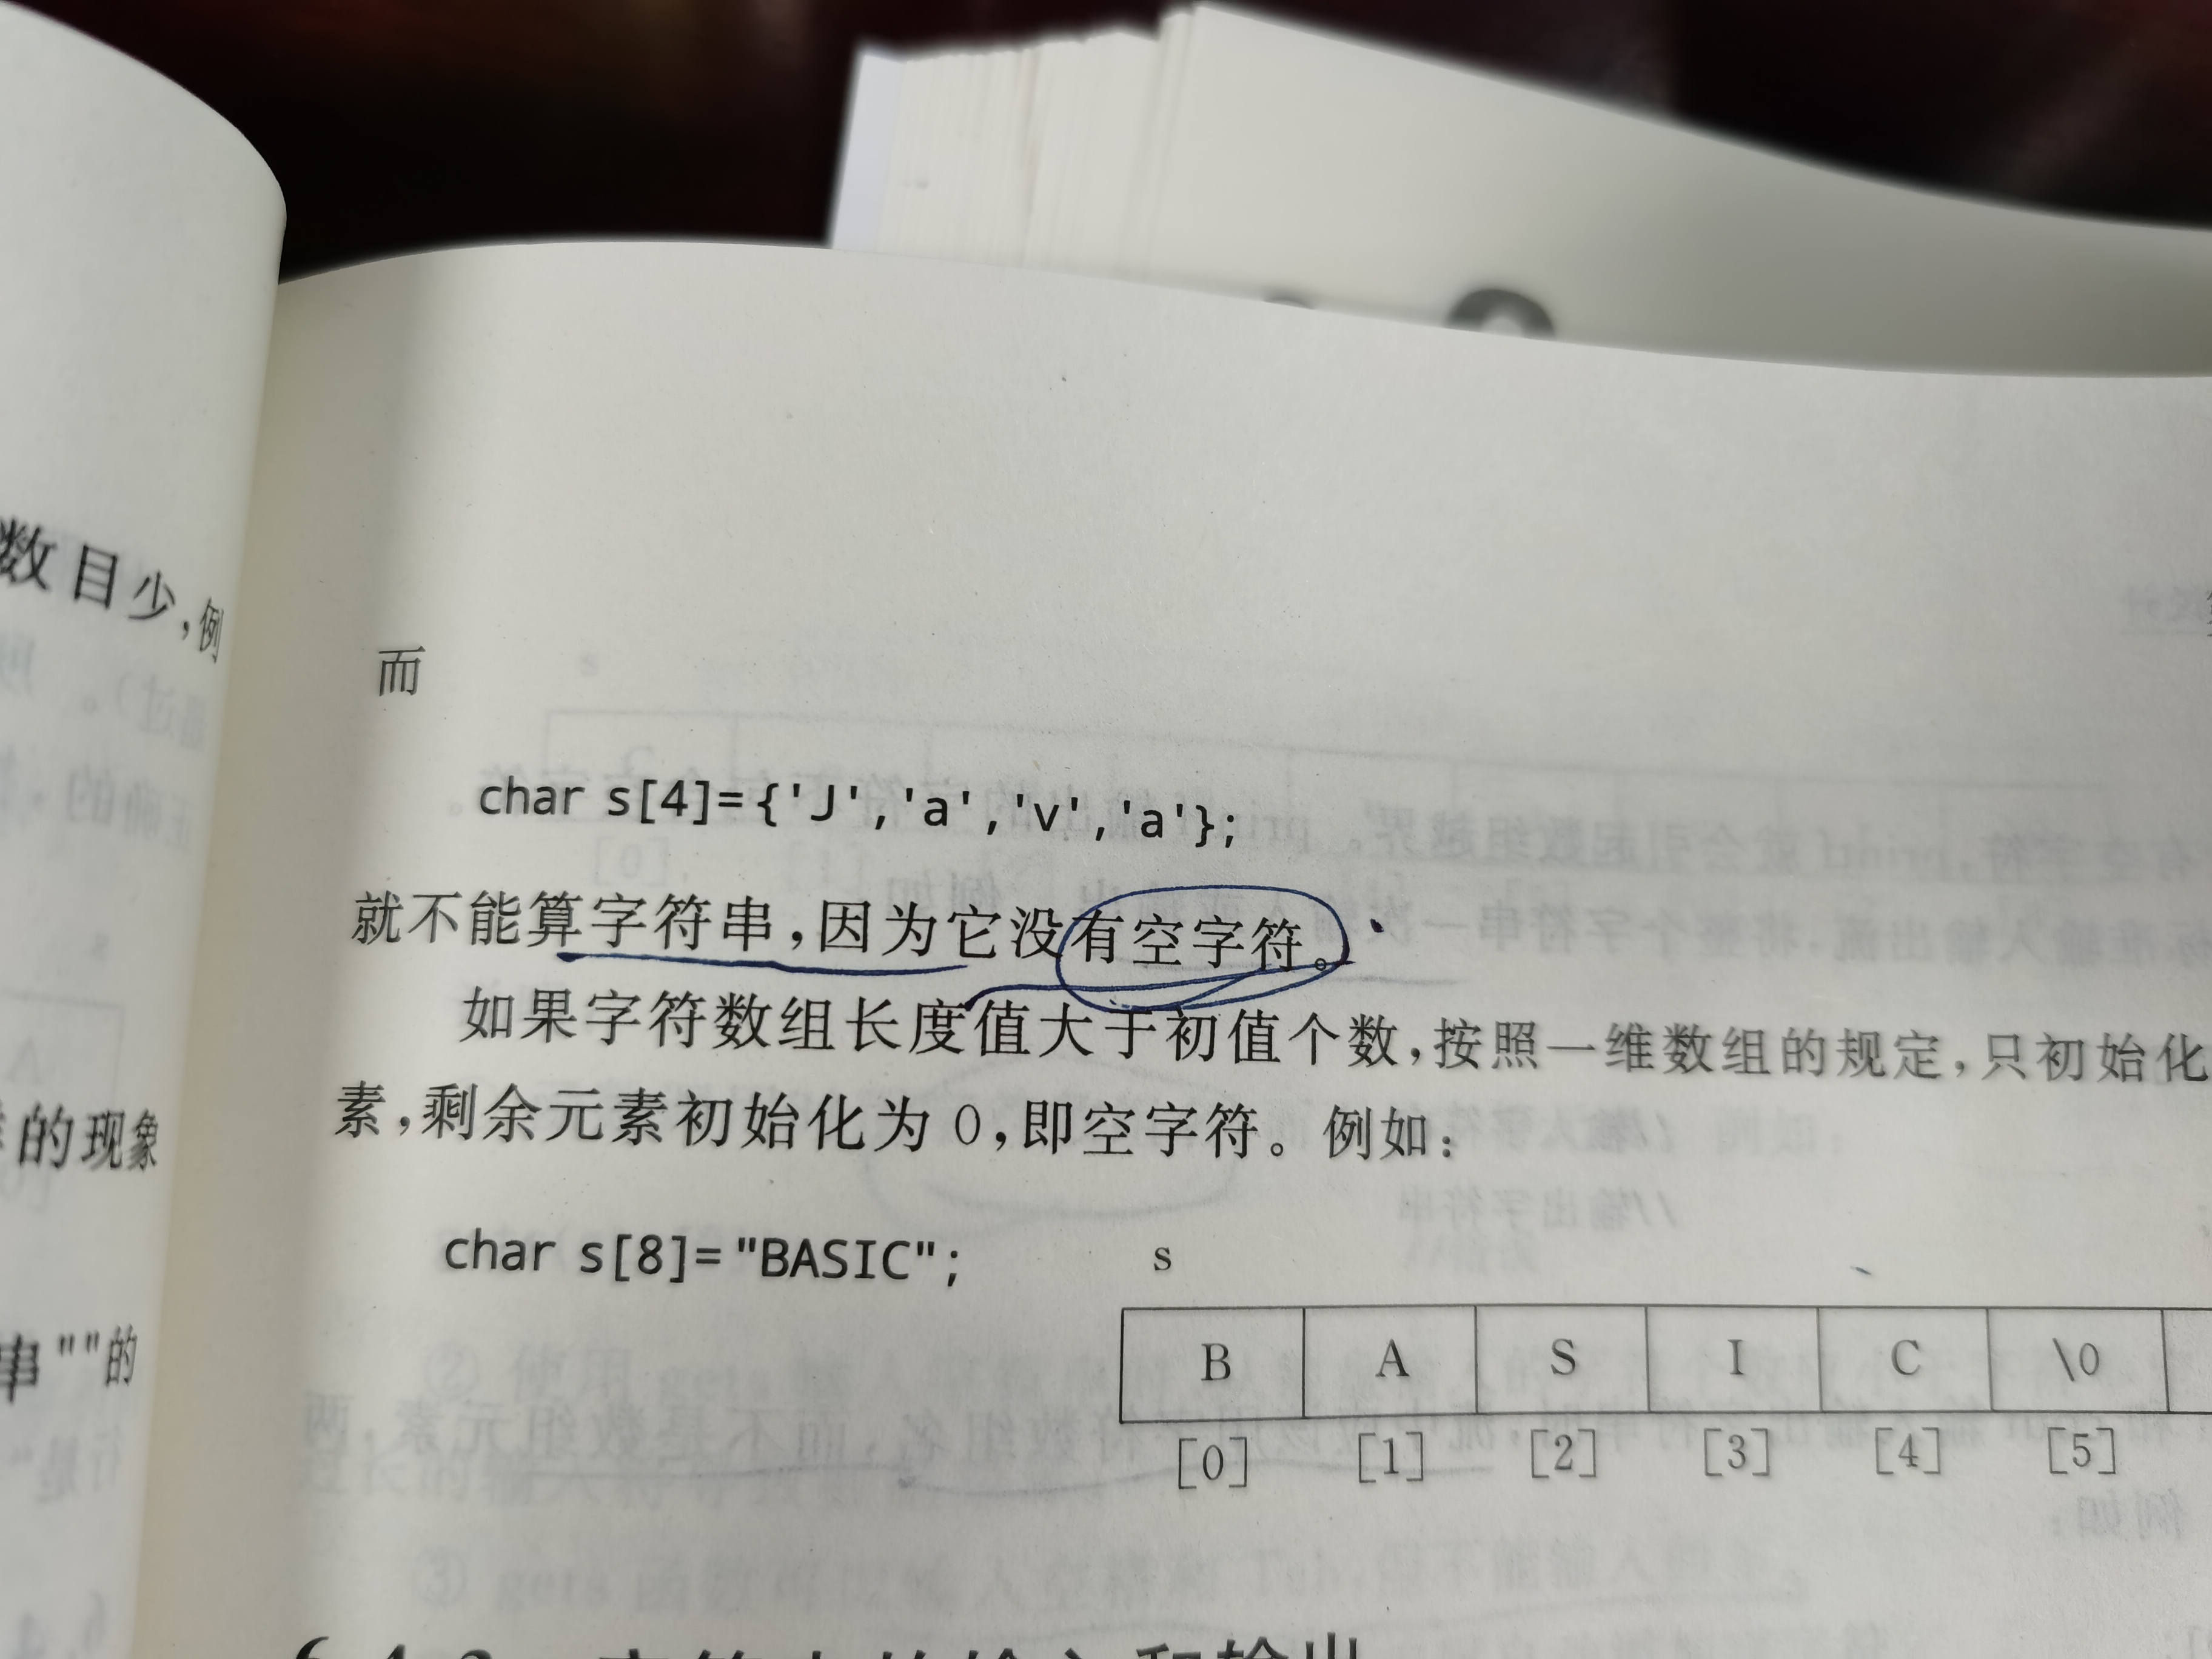 数目少,例
的现象
串""的
而
char s[4]={'J','a','v','a'};
就不能算字符串,因为它没有空字符。
如果字符数组长度值大于初值个数,按照一维数组的规定,只初始化
素,剩余元素初始化为 0,即空字符。例如:
char s[8]="BASIC";
s
B A S I C \0
[0] [1] [2] [3] [4] [5]